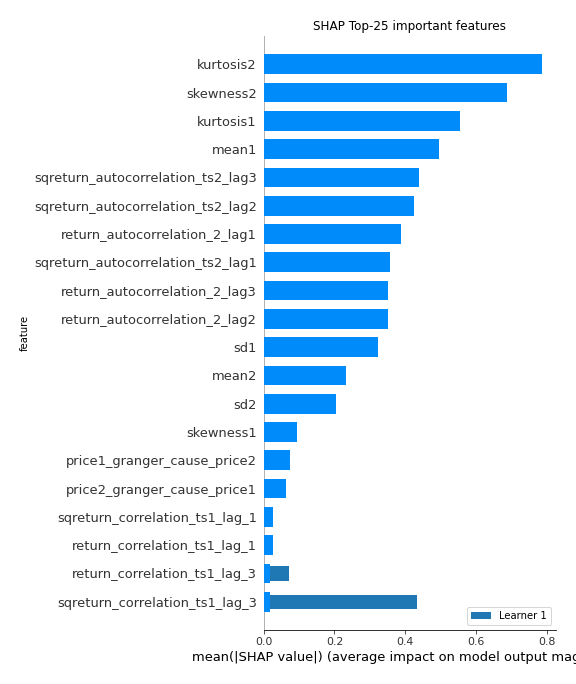 SHAP Top-25 important features
kurtosis2
skewness2
kurtosis1
mean1
sqreturn_autocorrelation_ts2_lag3
sqreturn_autocorrelation_ts2_lag2
return_autocorrelation_2_lag1
sqreturn_autocorrelation_ts2_lag1
return_autocorrelation_2_lag3
return_autocorrelation_2_lag2
sd1
mean2
sd2
skewness1
price1_granger_cause_price2
price2_granger_cause_price1
sqreturn_correlation_ts1_lag_1
return_correlation_ts1_lag_1
return_correlation_ts1_lag_3
sqreturn_correlation_ts1_lag_3
feature
Learner 1
0.0 0.2 0.4 0.6 0.8
mean(|SHAP value|) (average impact on model output mag